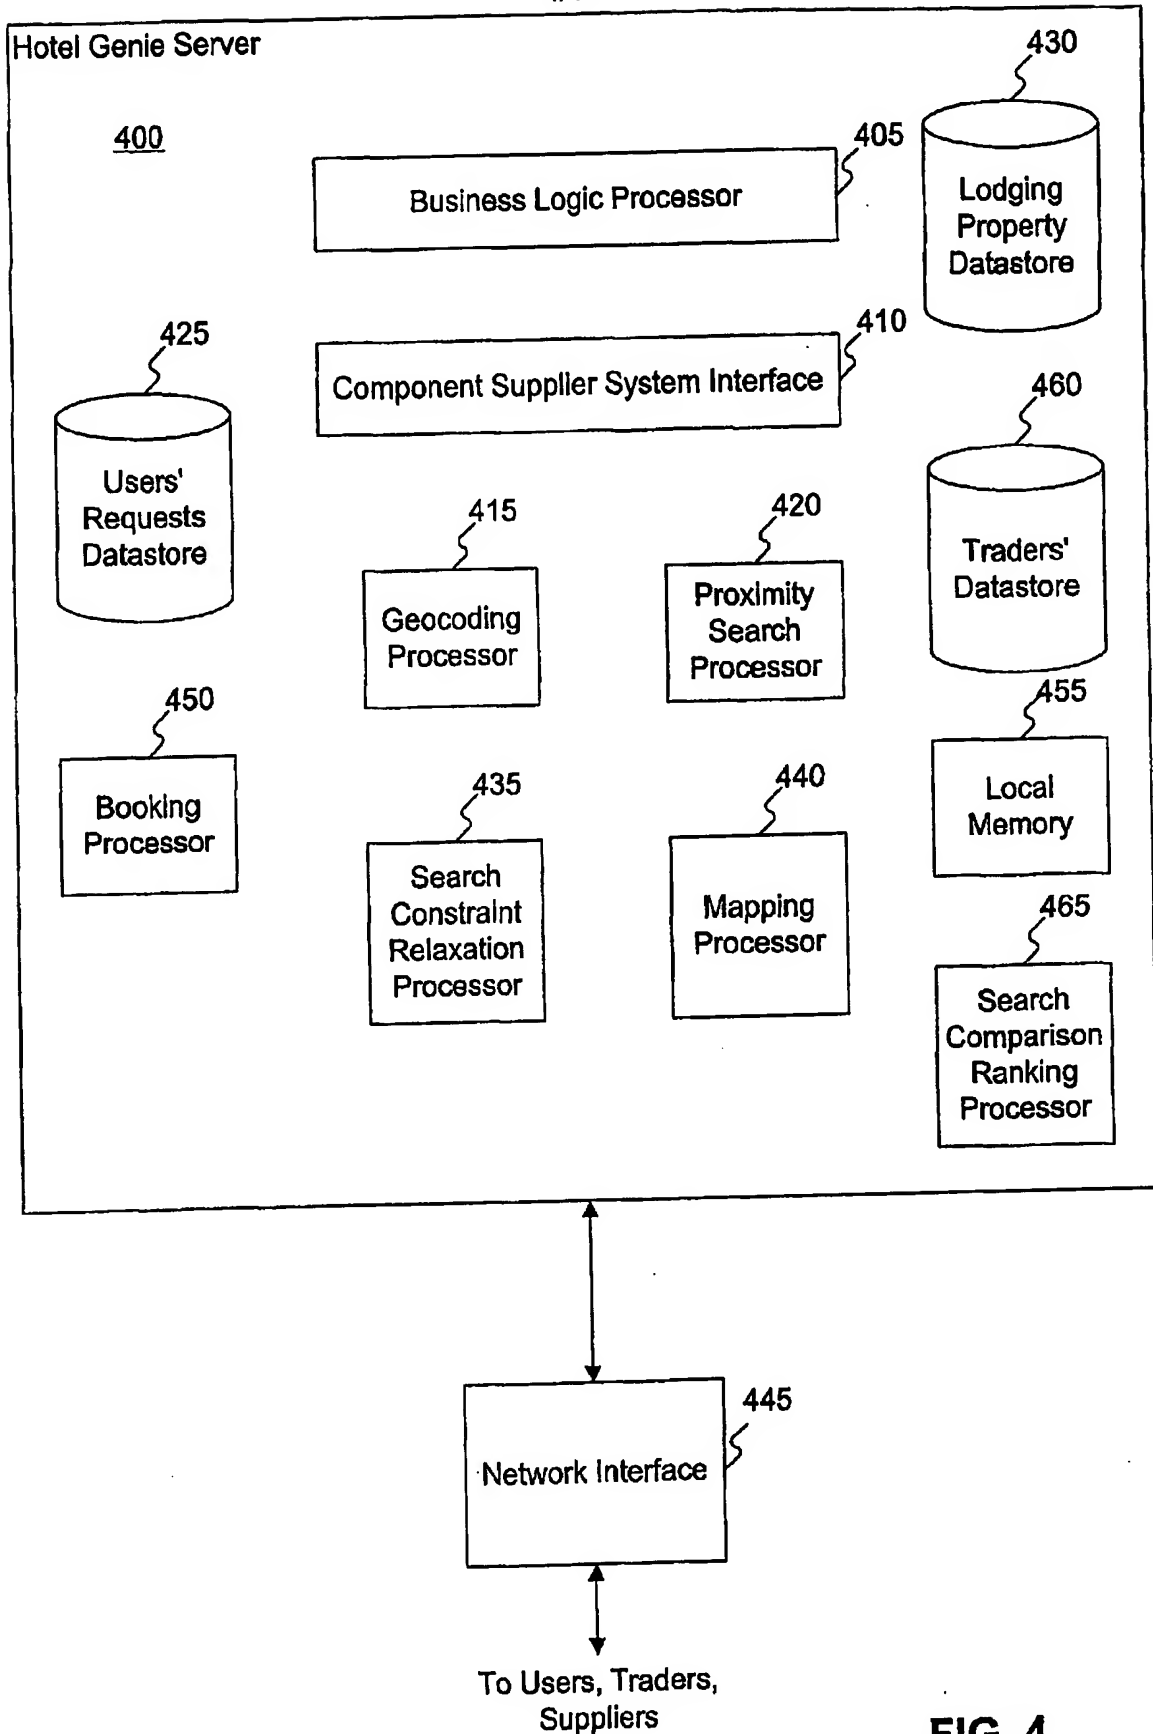 Hotel Genie Server
400
430
405
Business Logic Processor
Lodging
Property
Datastore
410
Component Supplier System Interface
425
Users'
Requests
Datastore
460
Traders'
Datastore
415
Geocoding
Processor
420
Proximity
Search
Processor
450
Booking
Processor
455
Local
Memory
435
Search
Constraint
Relaxation
Processor
440
Mapping
Processor
465
Search
Comparison
Ranking
Processor
445
Network Interface
To Users, Traders,
Suppliers
FIG. 4